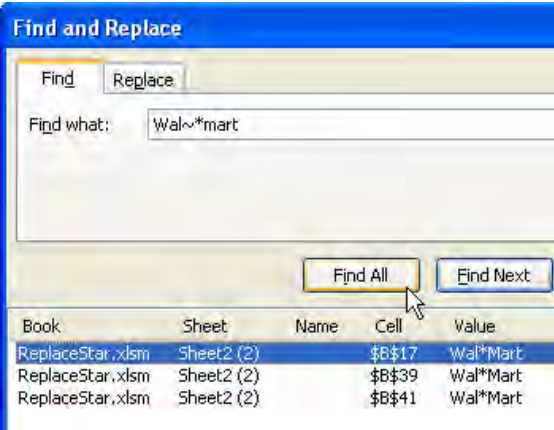 Find and Replace
Find Replace
Find what: Wal~*mart
Find All Find Next
Book Sheet Name Cell Value
ReplaceStar.xlsm Sheet2 (2) $B$17 Wal*Mart
ReplaceStar.xlsm Sheet2 (2) $B$39 Wal*Mart
ReplaceStar.xlsm Sheet2 (2) $B$41 Wal*Mart